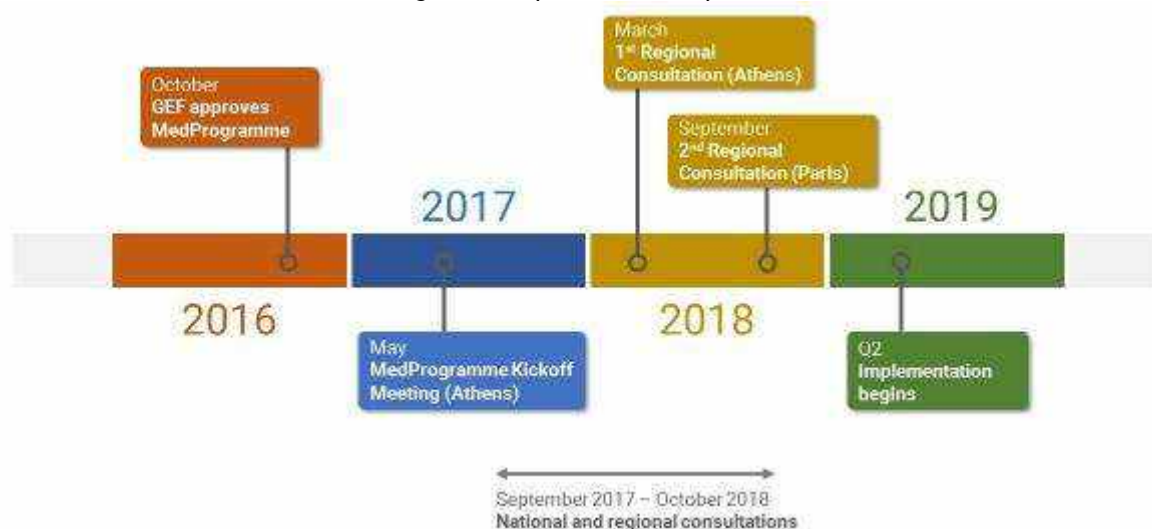 March
1st Regional
Consultation (Athens)
October
GEF approves
MedProgramme
September
2nd Regional
Consultation (Paris)
2017
2019
2016
2018
May
MedProgramme Kickoff
Meeting (Athens)
Q2
Implementation
begins
September 2017 – October 2018
National and regional consultations